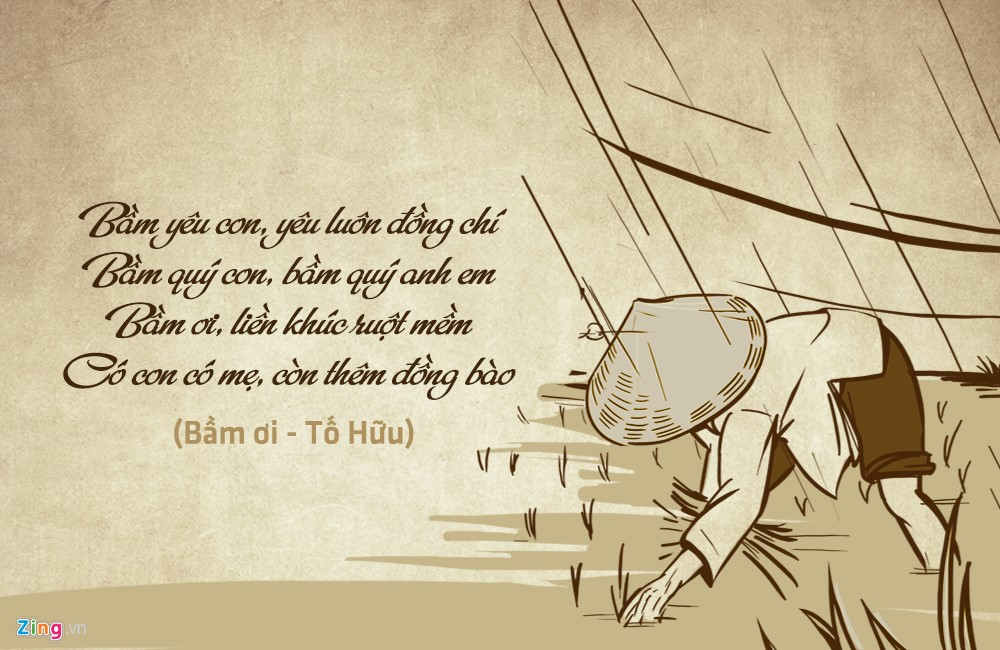 Bầm yêu con, yêu luôn đồng chí
Bầm quý con, bầm quý anh em
Bầm ơi, liền khúc ruột mềm
Có con có mẹ, còn thêm đồng bào
(Bầm ơi - Tố Hữu)
Zing.vn